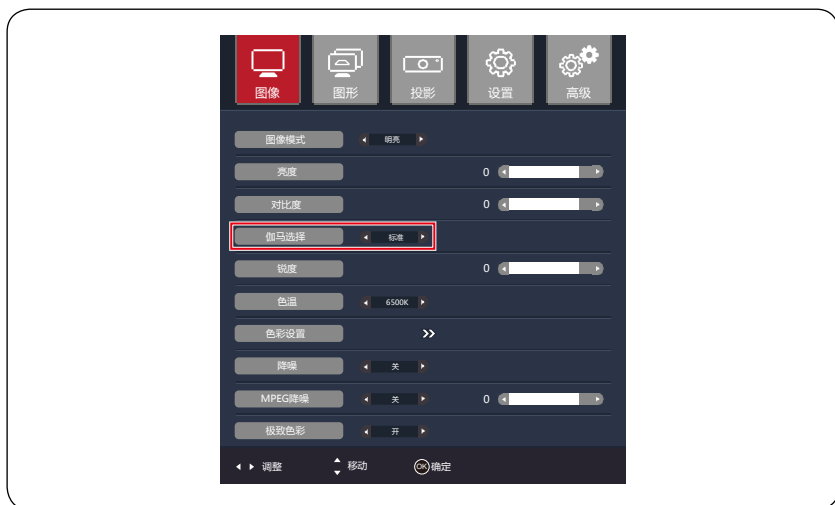 图像 图形 投影 设置 高级
图像模式 明亮
亮度 0
对比度 0
伽马选择 标准
锐度 0
色温 6500K
色彩设置
降噪 关
MPEG降噪 关 0
极致色彩 开
调整 移动 OK 确定